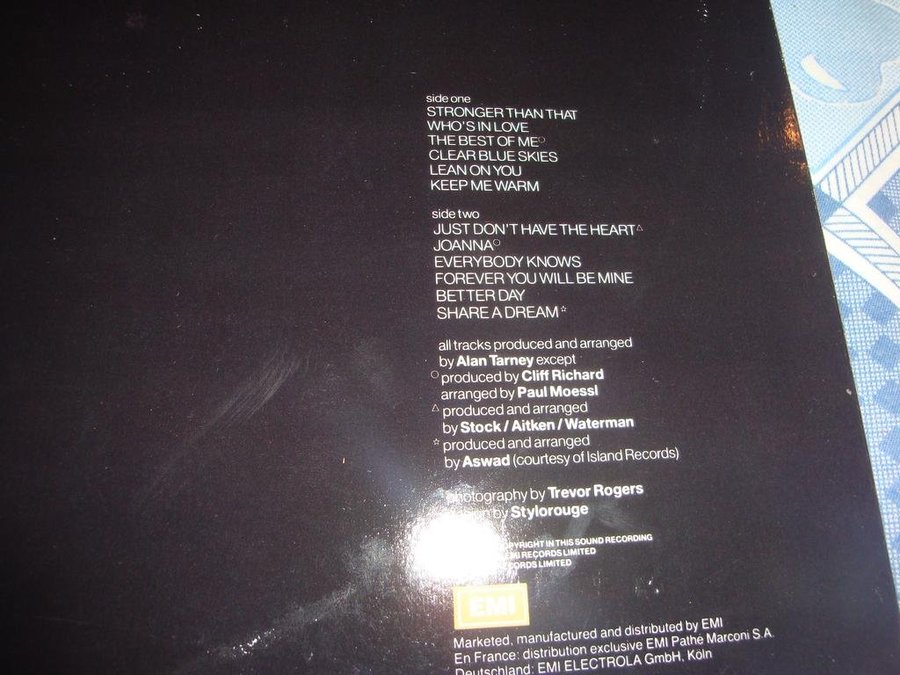 side one
STRONGER THAN THAT
WHO'S IN LOVE
THE BEST OF ME○
CLEAR BLUE SKIES
LEAN ON YOU
KEEP ME WARM
side two
JUST DON'T HAVE THE HEART△
JOANNA○
EVERYBODY KNOWS
FOREVER YOU WILL BE MINE
BETTER DAY
SHARE A DREAM☆
all tracks produced and arranged
by Alan Tarney except
○ produced by Cliff Richard
arranged by Paul Moessl
△ produced and arranged
by Stock / Aitken / Waterman
☆ produced and arranged
by Aswad (courtesy of Island Records)
photography by Trevor Rogers
by Stylorouge
IN THIS SOUND RECORDING
EMI RECORDS LIMITED
LIMITED
EMI
Marketed, manufactured and distributed by EMI
En France: distribution exclusive EMI Pathé Marconi S.A.
Deutschland: EMI ELECTROLA GmbH, Köln